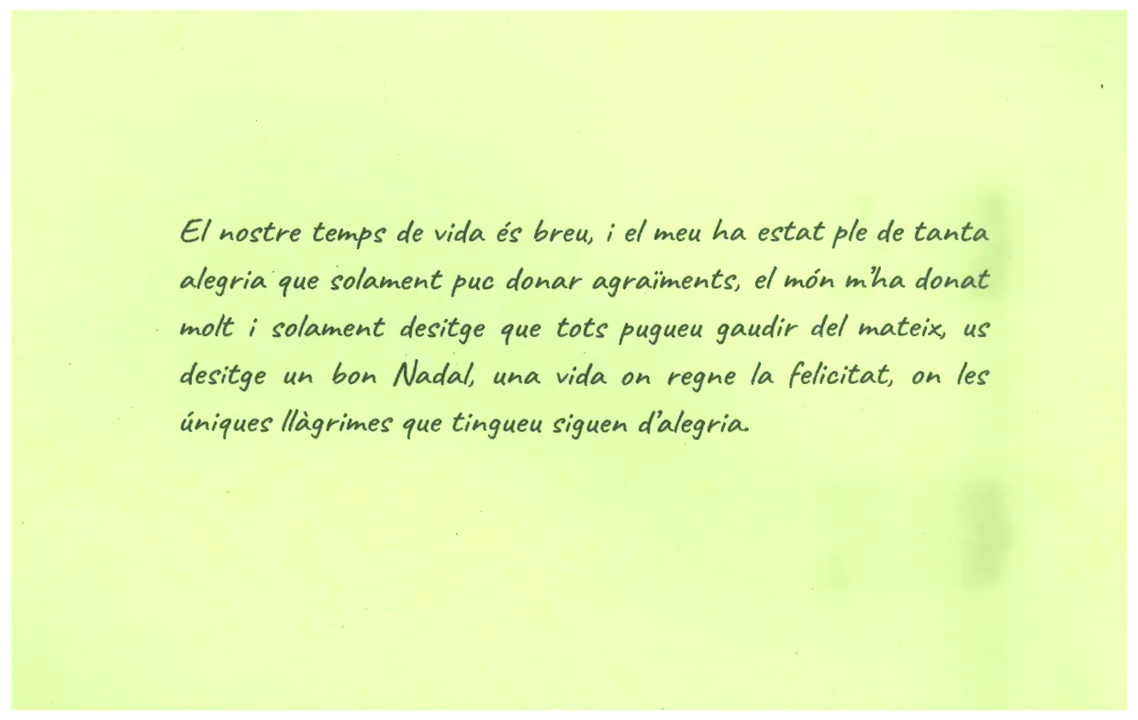 El nostre temps de vida és breu, i el meu ha estat ple de tanta
alegria que solament puc donar agraïments, el món m'ha donat
molt i solament desitge que tots pugueu gaudir del mateix, us
desitge un bon Nadal, una vida on regne la felicitat, on les
úniques llàgrimes que tingueu siguen d'alegria.